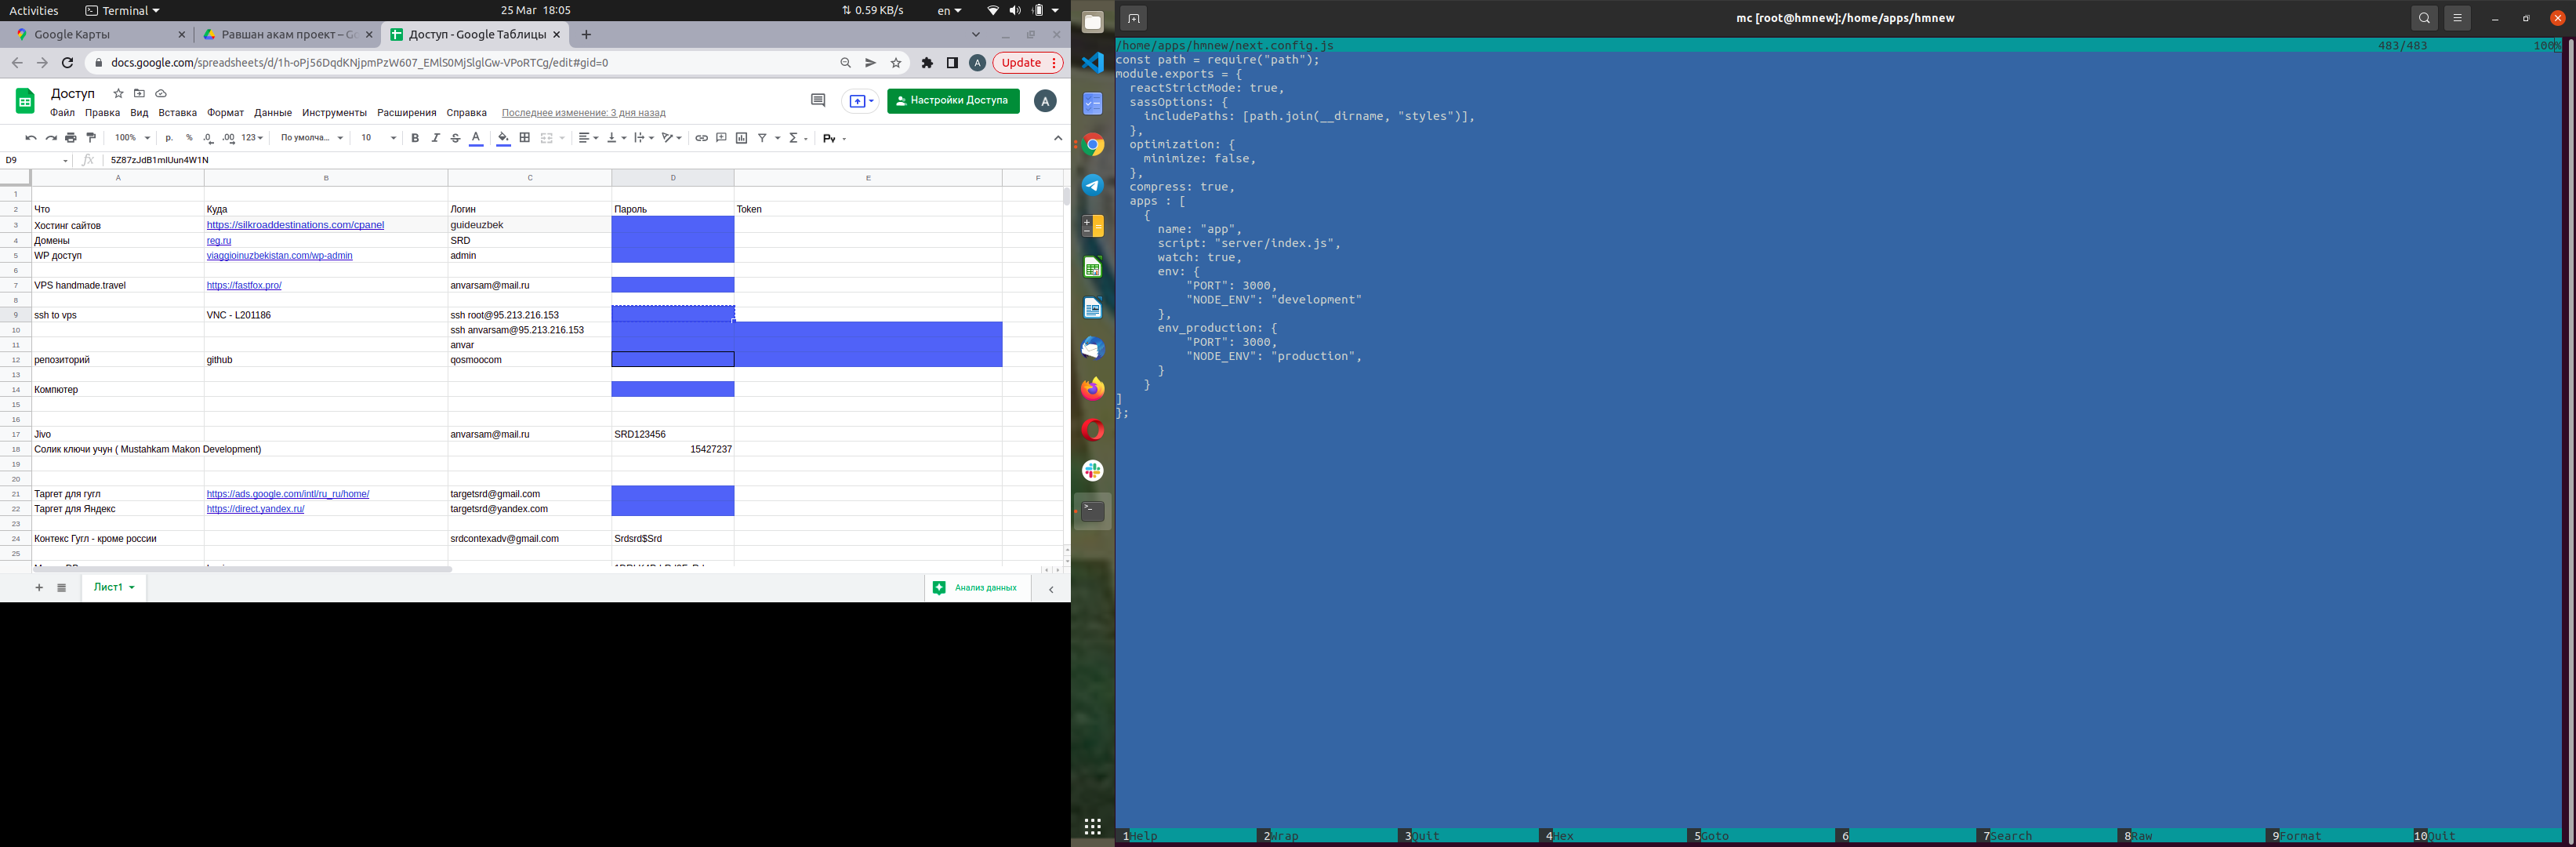 Activities Terminal 25 Mar 18:05 0.59 KB/s en
Google Карты Равшан акам проект – Go Доступ - Google Таблицы
docs.google.com/spreadsheets/d/1h-oPj56DqdKNjpmPzW607_EMlS0MjSlglGw-VPoRTCg/edit#gid=0 A Update
Доступ Настройки Доступа A
Файл Правка Вид Вставка Формат Данные Инструменты Расширения Справка Последнее изменение: 3 дня назад
100% р. % .0 .00 123 По умолча... 10 B I S A
D9 fx 5Z87zJdB1mlUun4W1N
A B C D E F
1
2 Что Куда Логин Пароль Token
3 Хостинг сайтов https://silkroaddestinations.com/cpanel guideuzbek
4 Домены reg.ru SRD
5 WP доступ viaggioinuzbekistan.com/wp-admin admin
6
7 VPS handmade.travel https://fastfox.pro/ anvarsam@mail.ru
8
9 ssh to vps VNC - L201186 ssh root@95.213.216.153
10 ssh anvarsam@95.213.216.153
11 anvar
12 репозиторий github qosmoocom
13
14 Компютер
15
16
17 Jivo anvarsam@mail.ru SRD123456
18 Солик ключи учун ( Mustahkam Makon Development) 15427237
19
20
21 Таргет для гугл https://ads.google.com/intl/ru_ru/home/ targetsrd@gmail.com
22 Таргет для Яндекс https://direct.yandex.ru/ targetsrd@yandex.com
23
24 Контекс Гугл - кроме россии srdcontexadv@gmail.com Srdsrd$Srd
25
Лист1 Анализ данных
mc [root@hmnew]:/home/apps/hmnew
/home/apps/hmnew/next.config.js 483/483 100%
const path = require("path");
module.exports = {
reactStrictMode: true,
sassOptions: {
includePaths: [path.join(__dirname, "styles")],
},
optimization: {
minimize: false,
},
compress: true,
apps : [
{
name: "app",
script: "server/index.js",
watch: true,
env: {
"PORT": 3000,
"NODE_ENV": "development"
},
env_production: {
"PORT": 3000,
"NODE_ENV": "production",
}
}
]
};
1Help 2Wrap 3Quit 4Hex 5Goto 6 7Search 8Raw 9Format 10Quit